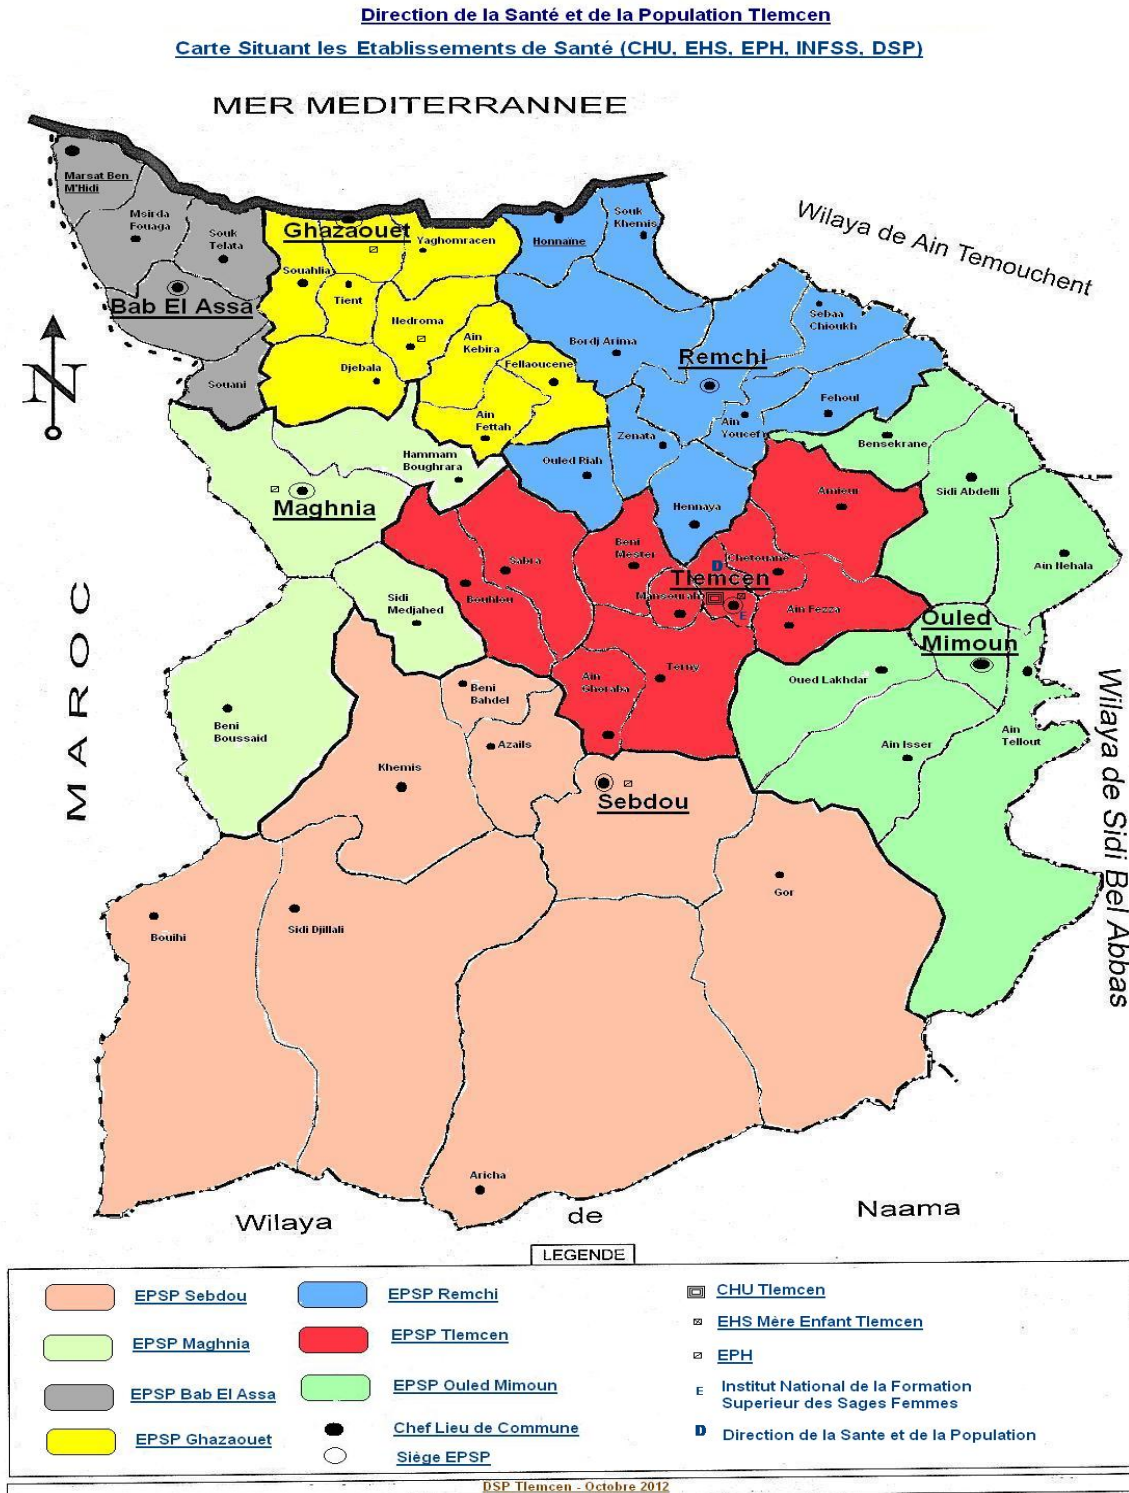 Direction de la Santé et de la Population Tlemcen
Carte Situant les Etablissements de Santé (CHU, EHS, EPH, INFSS, DSP)
MER MEDITERRANNEE
Marsat Ben
M'Hidi
Msirda
Fouaga
Souk
Telata
Bab El Assa
Souani
Ghazaouet
Yaghomracen
Souahlia
Tient
Nedroma
Ain
Kebira
Djebala
Fellaoucene
Ain
Fettah
Honnaine
Souk
Khemis
Wilaya de Ain Temouchent
Sebaa
Chioukh
Bordj Arima
Remchi
Fehoul
Ain
Youcef
Zenata
Ouled Riah
Hennaya
Bensekrane
Sidi Abdelli
Ain Nehala
Hammam
Boughrara
Maghnia
N
Amieur
Sabra
Beni
Mester
Chetouane
D
Tlemcen
Mansourah
E
Bouhlou
Ain Fezza
Sidi
Medjahed
Ouled
Mimoun
Terny
Ain
Ghoraba
Oued Lakhdar
Beni
Bahdel
Beni
Boussaid
Ain
Tellout
Ain Isser
Azails
Khemis
Sebdou
MAROC
Wilaya de Sidi Bel Abbas
Gor
Bouihi
Sidi Djillali
Aricha
Wilaya de Naama
LEGENDE
EPSP Sebdou
EPSP Maghnia
EPSP Bab El Assa
EPSP Ghazaouet
EPSP Remchi
EPSP Tlemcen
EPSP Ouled Mimoun
Chef Lieu de Commune
Siège EPSP
CHU Tlemcen
EHS Mère Enfant Tlemcen
EPH
E Institut National de la Formation
Superieur des Sages Femmes
D Direction de la Sante et de la Population
DSP Tlemcen - Octobre 2012